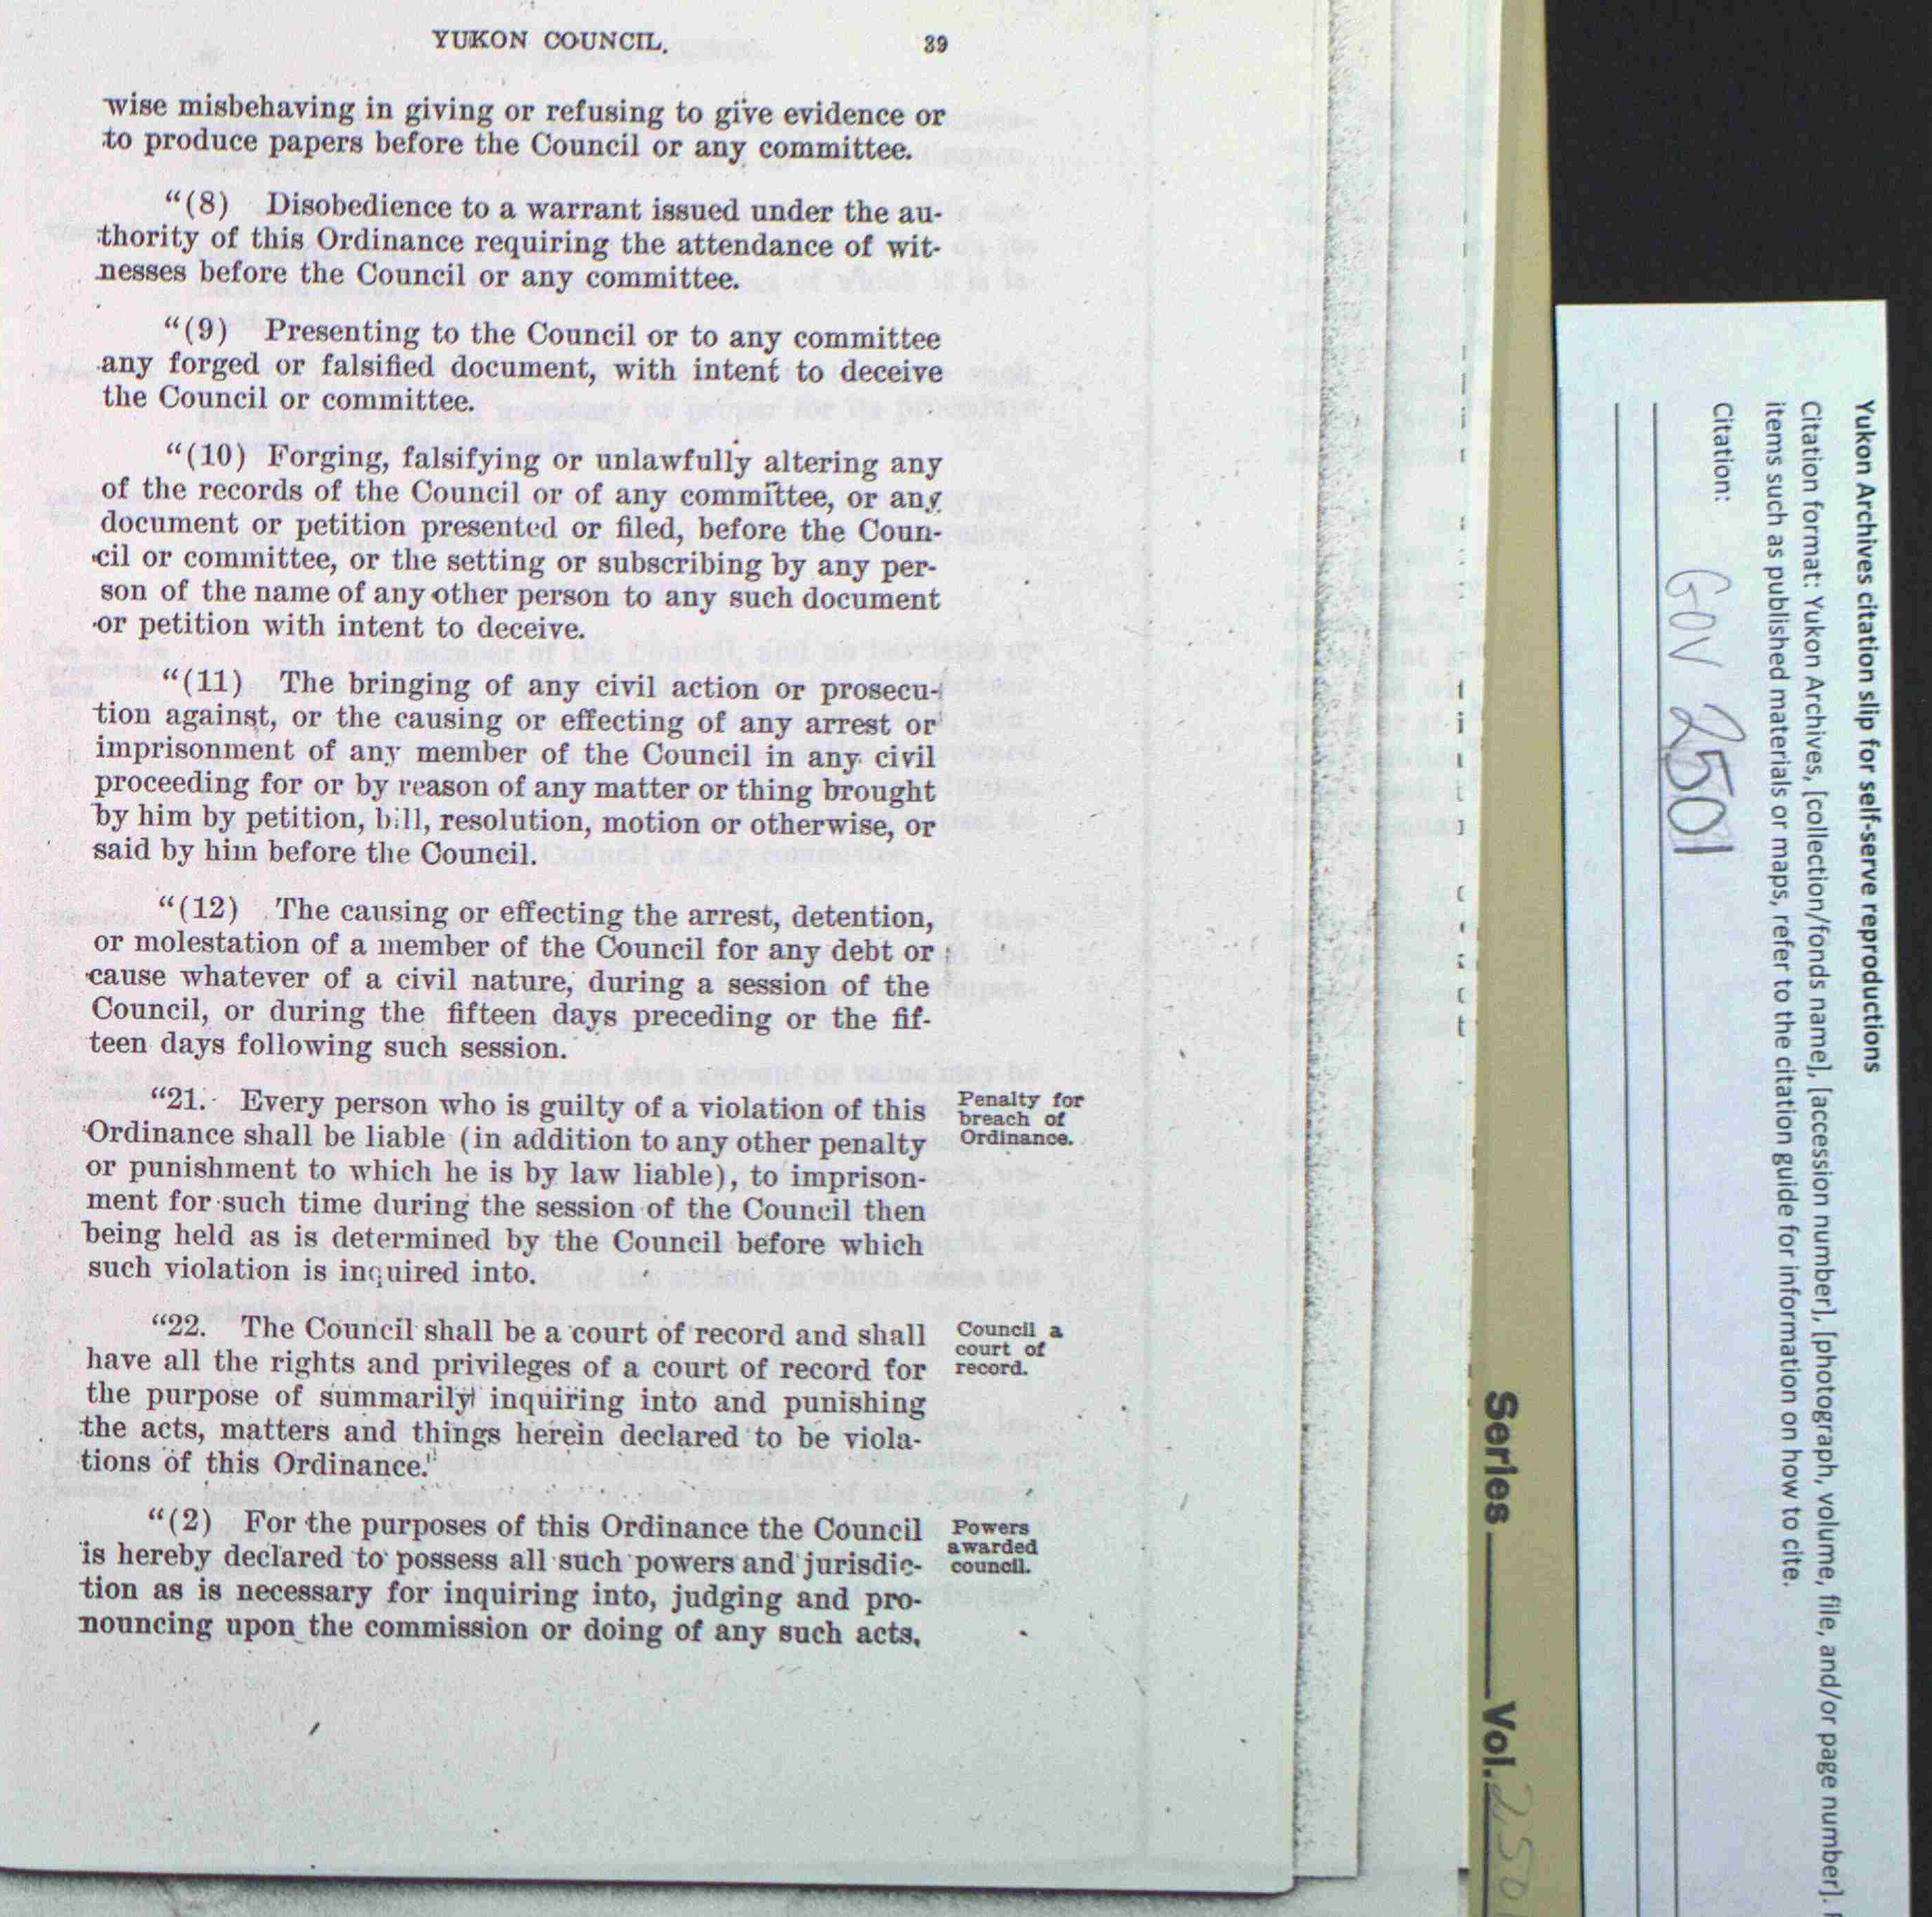 YUKON COUNCIL. 39
wise misbehaving in giving or refusing to give evidence or
to produce papers before the Council or any committee.
"(8) Disobedience to a warrant issued under the au-
thority of this Ordinance requiring the attendance of wit-
nesses before the Council or any committee.
"(9) Presenting to the Council or to any committee
any forged or falsified document, with intent to deceive
the Council or committee.
"(10) Forging, falsifying or unlawfully altering any
of the records of the Council or of any committee, or any
document or petition presented or filed, before the Coun-
cil or committee, or the setting or subscribing by any per-
son of the name of any other person to any such document
or petition with intent to deceive.
"(11) The bringing of any civil action or prosecu-
tion against, or the causing or effecting of any arrest or
imprisonment of any member of the Council in any civil
proceeding for or by reason of any matter or thing brought
by him by petition, bill, resolution, motion or otherwise, or
said by him before the Council.
"(12) The causing or effecting the arrest, detention,
or molestation of a member of the Council for any debt or
cause whatever of a civil nature, during a session of the
Council, or during the fifteen days preceding or the fif-
teen days following such session.
"21. Every person who is guilty of a violation of this
Ordinance shall be liable (in addition to any other penalty
or punishment to which he is by law liable), to imprison-
ment for such time during the session of the Council then
being held as is determined by the Council before which
such violation is inquired into.
Penalty for
breach of
Ordinance.
"22. The Council shall be a court of record and shall
have all the rights and privileges of a court of record for
the purpose of summarily inquiring into and punishing
the acts, matters and things herein declared to be viola-
tions of this Ordinance."
Council a
court of
record.
"(2) For the purposes of this Ordinance the Council
is hereby declared to possess all such powers and jurisdic-
tion as is necessary for inquiring into, judging and pro-
nouncing upon the commission or doing of any such acts,
Powers
awarded
council.
Series Vol. 2501
Yukon Archives citation slip for self-serve reproductions
Citation format: Yukon Archives, [collection/fonds name], [accession number], [photograph, volume, file, and/or page number].
items such as published materials or maps, refer to the citation guide for information on how to cite.
Citation: GOV 2501